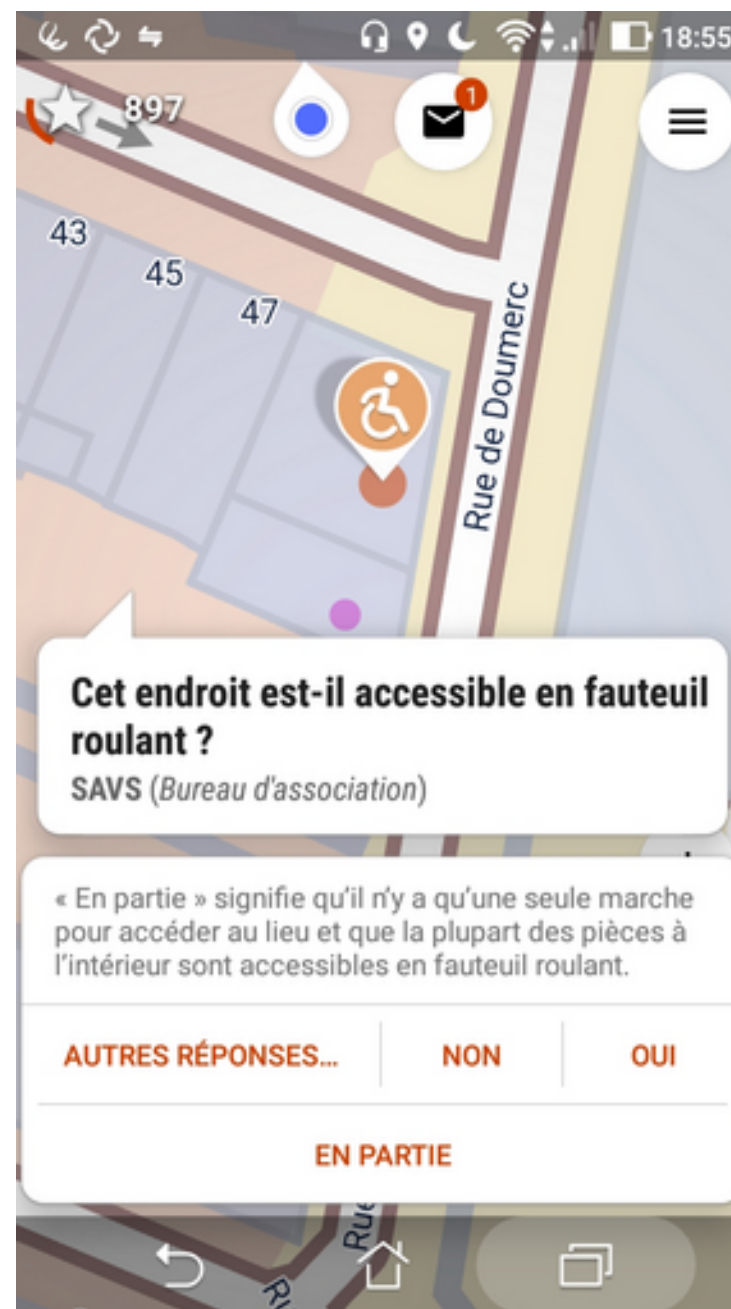 18:55
897
1
43
45
47
Rue de Doumerc
Cet endroit est-il accessible en fauteuil
roulant ?
SAVS (Bureau d'association)
« En partie » signifie qu'il n'y a qu'une seule marche
pour accéder au lieu et que la plupart des pièces à
l'intérieur sont accessibles en fauteuil roulant.
AUTRES RÉPONSES…
NON
OUI
EN PARTIE
Rue